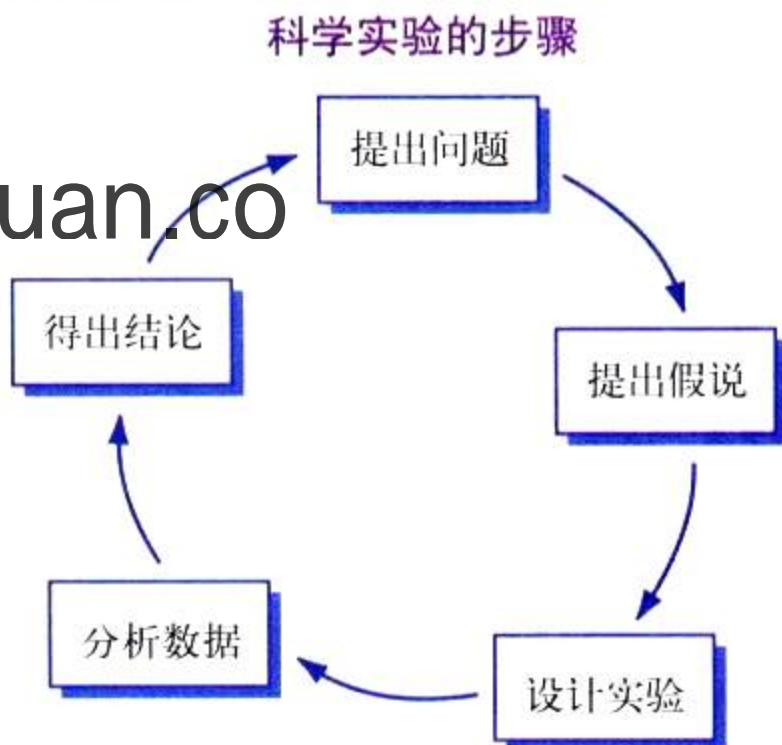 科学实验的步骤
提出问题
uan.co
得出结论
提出假说
分析数据
设计实验